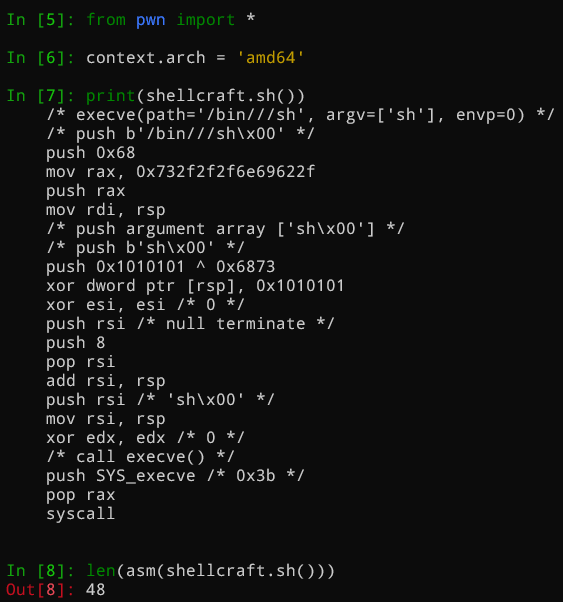 In [5]: from pwn import *
In [6]: context.arch = 'amd64'
In [7]: print(shellcraft.sh())
/* execve(path='/bin///sh', argv=['sh'], envp=0) */
/* push b'/bin///sh\x00' */
push 0x68
mov rax, 0x732f2f2f6e69622f
push rax
mov rdi, rsp
/* push argument array ['sh\x00'] */
/* push b'sh\x00' */
push 0x1010101 ^ 0x6873
xor dword ptr [rsp], 0x1010101
xor esi, esi /* 0 */
push rsi /* null terminate */
push 8
pop rsi
add rsi, rsp
push rsi /* 'sh\x00' */
mov rsi, rsp
xor edx, edx /* 0 */
/* call execve() */
push SYS_execve /* 0x3b */
pop rax
syscall
In [8]: len(asm(shellcraft.sh()))
Out[8]: 48